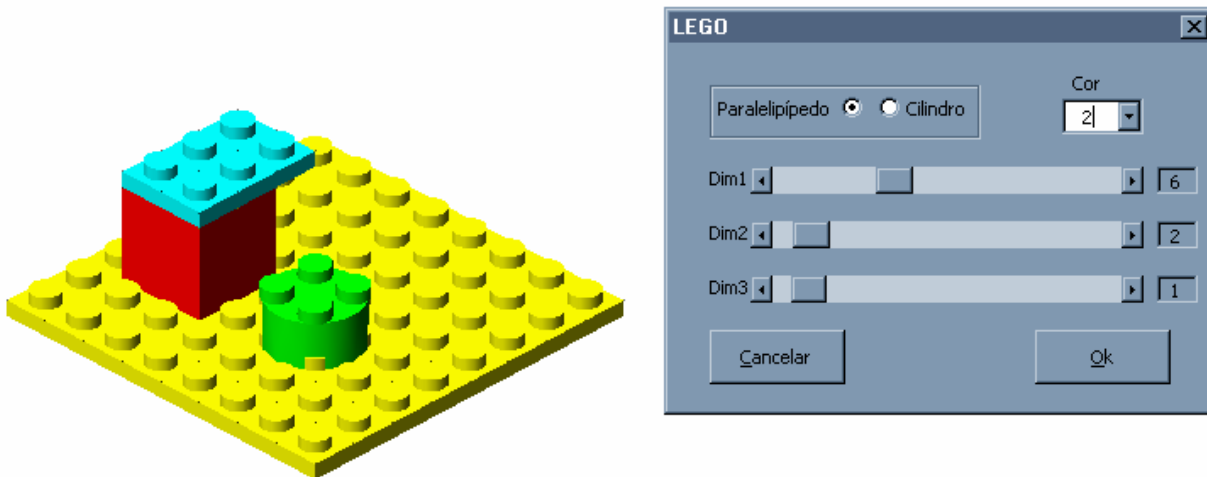 LEGO
Cor
Paralelipípedo Cilindro 2
Dim1 6
Dim2 2
Dim3 1
Cancelar Ok